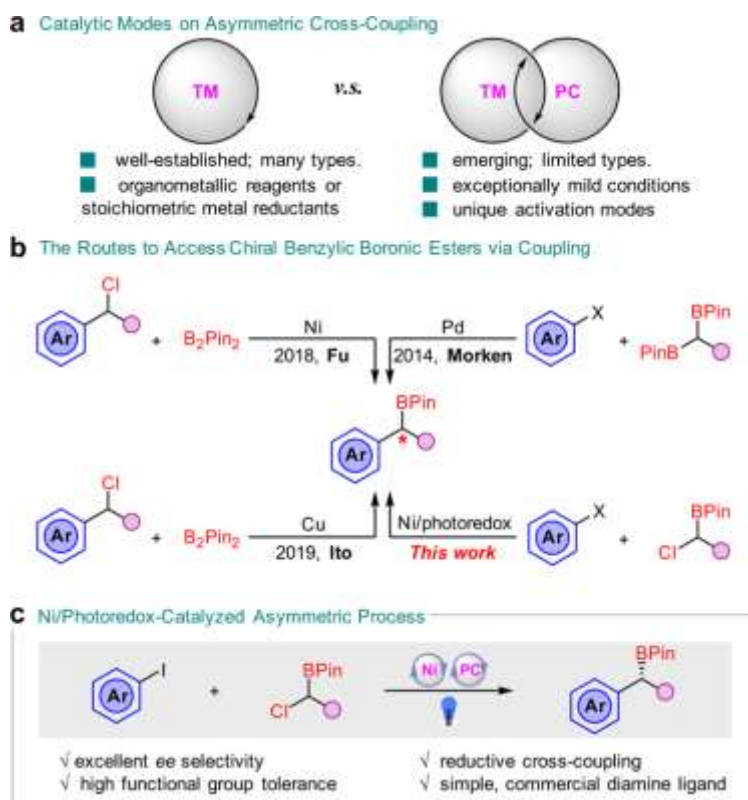 a Catalytic Modes on Asymmetric Cross-Coupling
TM
v.s.
TM PC
well-established; many types.
organometallic reagents or
stoichiometric metal reductants
emerging; limited types.
exceptionally mild conditions
unique activation modes
b The Routes to Access Chiral Benzylic Boronic Esters via Coupling
Cl
Ar
+ B2Pin2
Ni
2018, Fu
Pd
2014, Morken
X
Ar
+
BPin
PinB
BPin
Ar
*
Cl
Ar
+ B2Pin2
Cu
2019, Ito
Ni/photoredox
This work
X
Ar
+
BPin
Cl
c Ni/Photoredox-Catalyzed Asymmetric Process
I
Ar
+
BPin
Cl
Ni PC
BPin
Ar
√ excellent ee selectivity
√ high functional group tolerance
√ reductive cross-coupling
√ simple, commercial diamine ligand